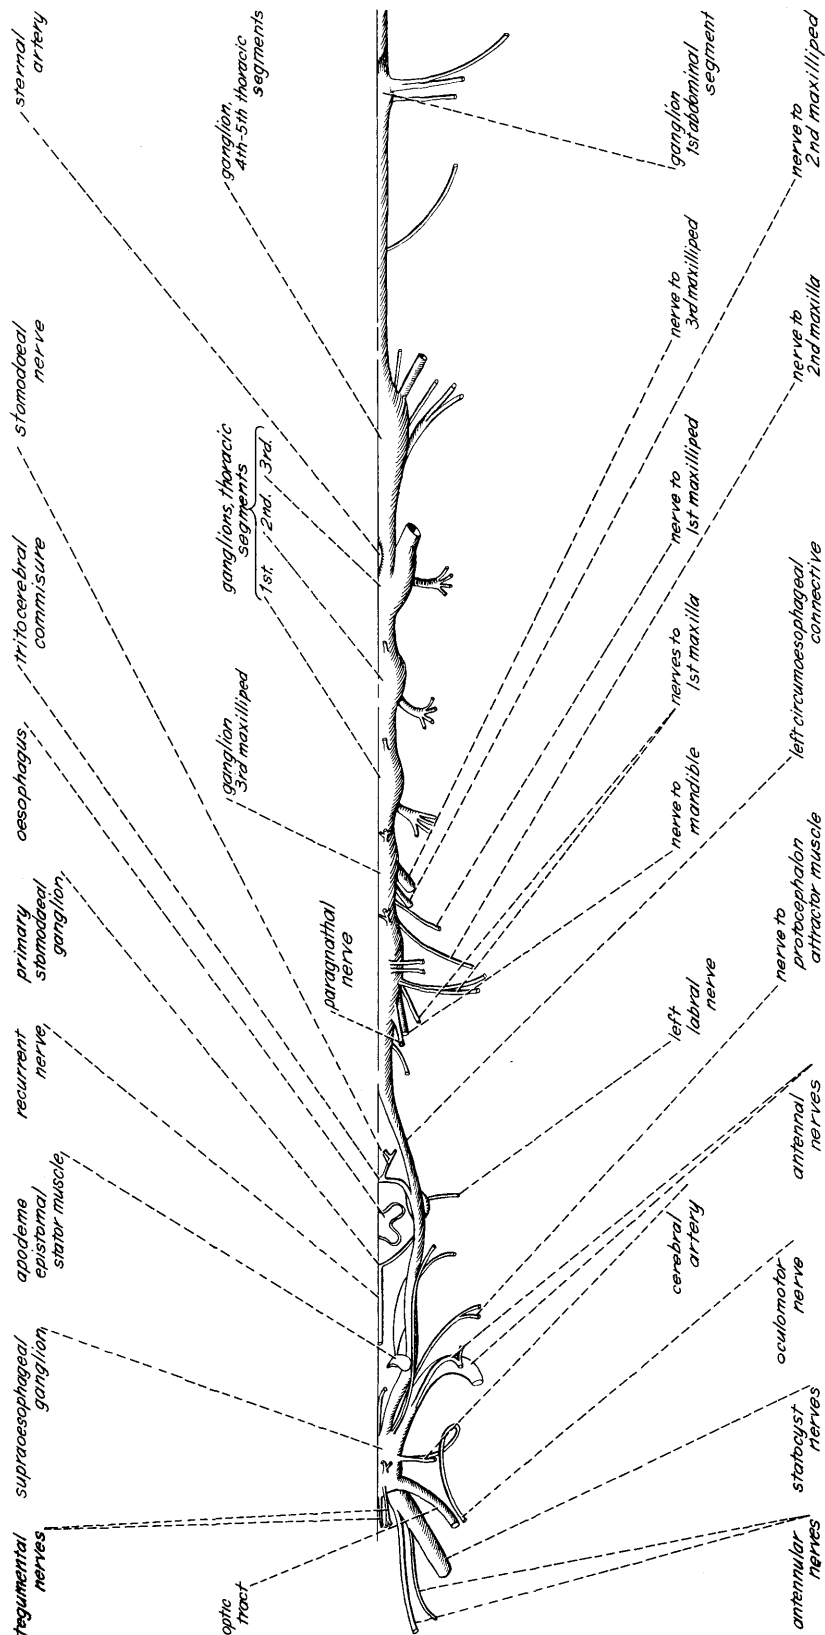 tegumental
nerves
supraoesophageal
ganglion
apodeme
epistomal
stator muscle
recurrent
nerve
primary
stomodaeal
ganglion
oesophagus
tritocerebral
commisure
stomodaeal
nerve
sternal
artery
optic
tract
paragnathal
nerve
ganglion
3rd maxilliped
ganglions, thoracic
segments
1st. 2nd. 3rd.
ganglion,
4th-5th thoracic
segments
cerebral
artery
left
labral
nerve
nerve to
mandible
nerves to
1st maxilla
nerve to
1st maxilliped
nerve to
3rd maxilliped
ganglion
1st abdominal
segment
antennular
nerves
statocyst
nerves
oculomotor
nerve
antennal
nerves
nerve to
protocephalon
attractor muscle
left circumoesophageal
connective
nerve to
2nd maxilla
nerve to
2nd maxilliped